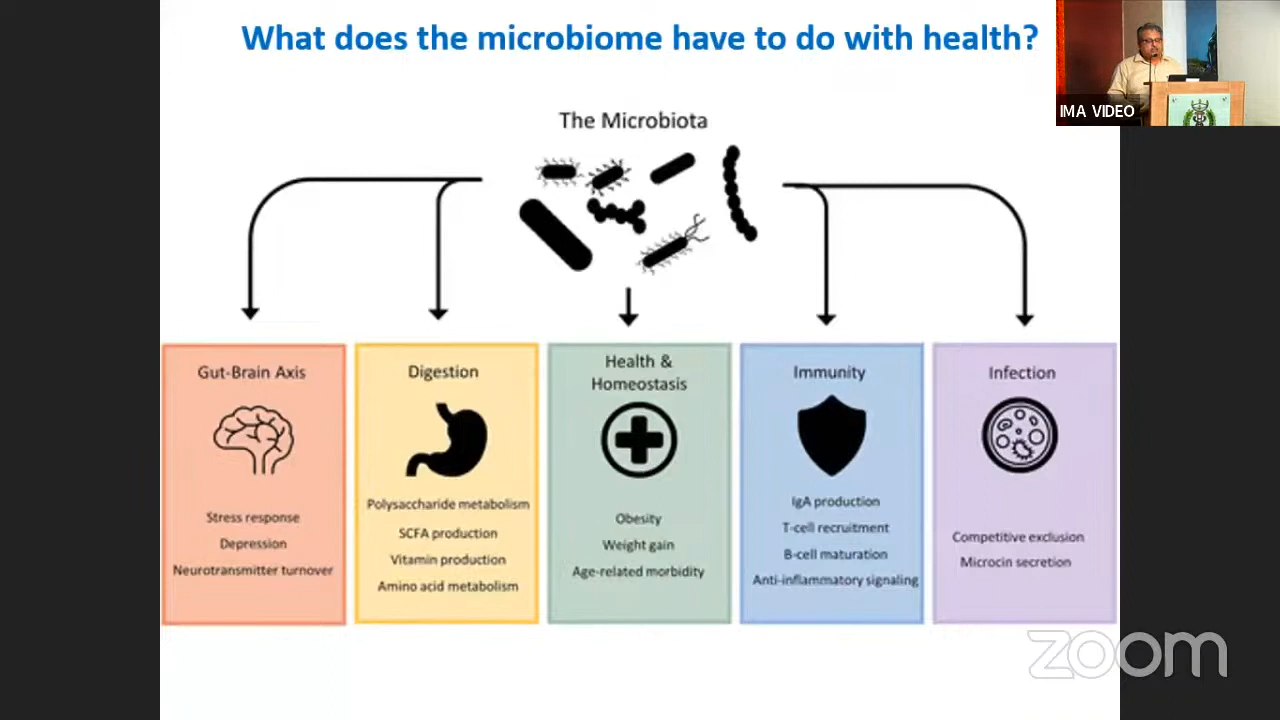 What does the microbiome have to do with health?
IMA VIDEO
The Microbiota
Gut-Brain Axis
Stress response
Depression
Neurotransmitter turnover
Digestion
Polysaccharide metabolism
SCFA production
Vitamin production
Amino acid metabolism
Health &
Homeostasis
Obesity
Weight gain
Age-related morbidity
Immunity
IgA production
T-cell recruitment
B-cell maturation
Anti-inflammatory signaling
Infection
Competitive exclusion
Microcin secretion
zoom